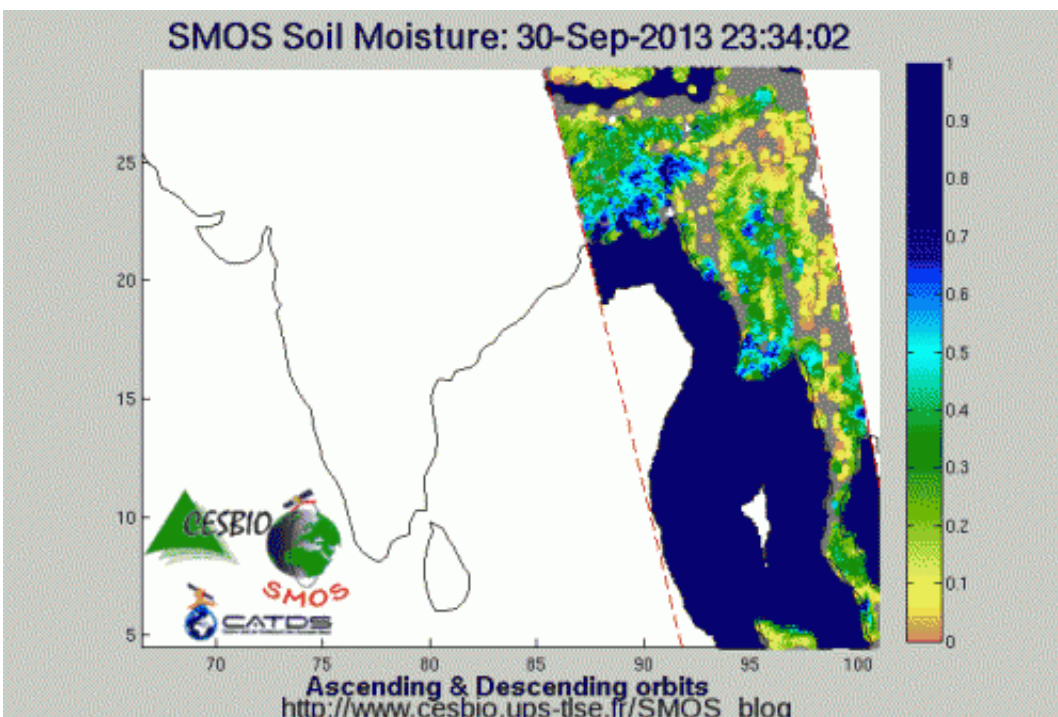 SMOS Soil Moisture: 30-Sep-2013 23:34:02
1
0.9
0.8
0.7
0.6
0.5
0.4
0.3
0.2
0.1
0
25
20
15
10
5
CESBIO
SMOS
CATDS
70 75 80 85 90 95 100
Ascending & Descending orbits
http://www.cesbio.ups-tlse.fr/SMOS_blog